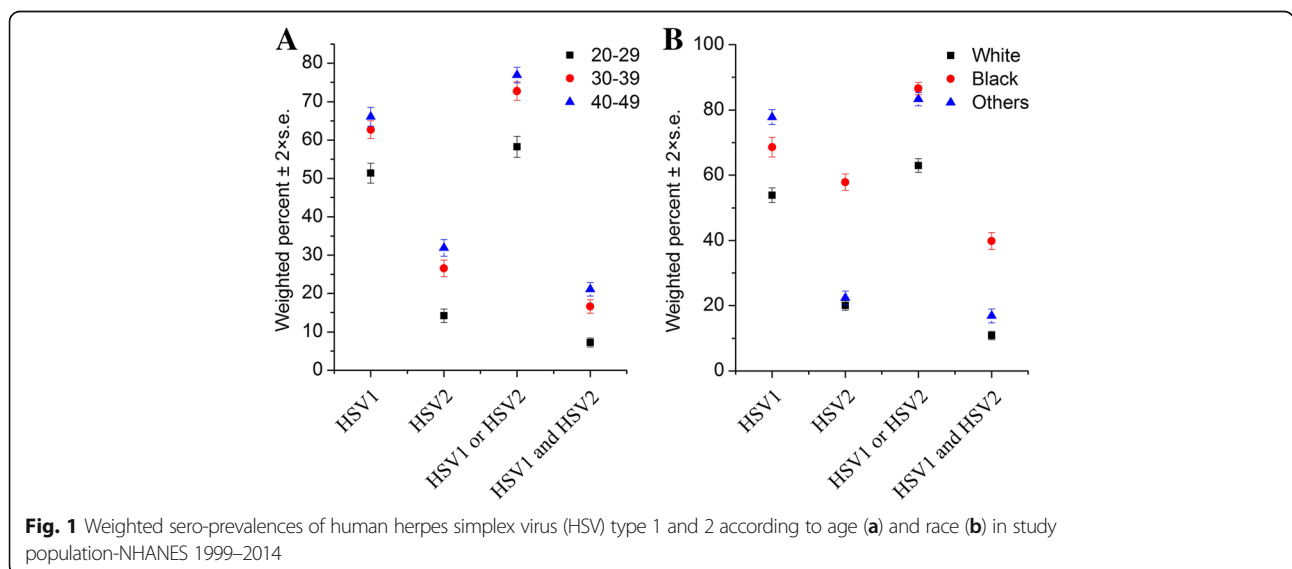 A
20-29
30-39
40-49
Weighted percent ± 2×s.e.
80
70
60
50
40
30
20
10
0
HSV1
HSV2
HSV1 or HSV2
HSV1 and HSV2
B
White
Black
Others
Weighted percent ± 2×s.e.
100
80
60
40
20
0
HSV1
HSV2
HSV1 or HSV2
HSV1 and HSV2
Fig. 1 Weighted sero-prevalences of human herpes simplex virus (HSV) type 1 and 2 according to age (a) and race (b) in study
population-NHANES 1999–2014